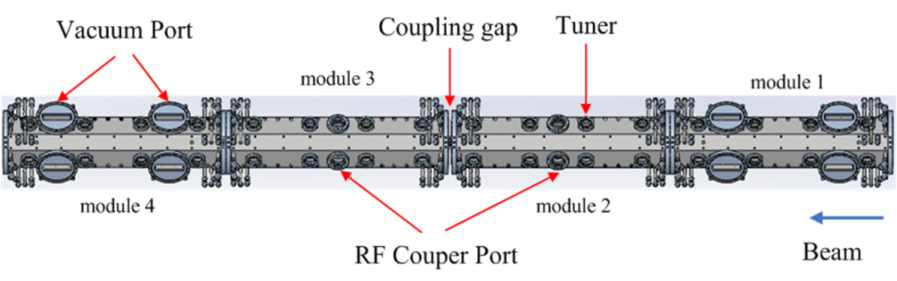 Vacuum Port
Coupling gap
Tuner
module 3
module 1
module 4
module 2
RF Couper Port
Beam